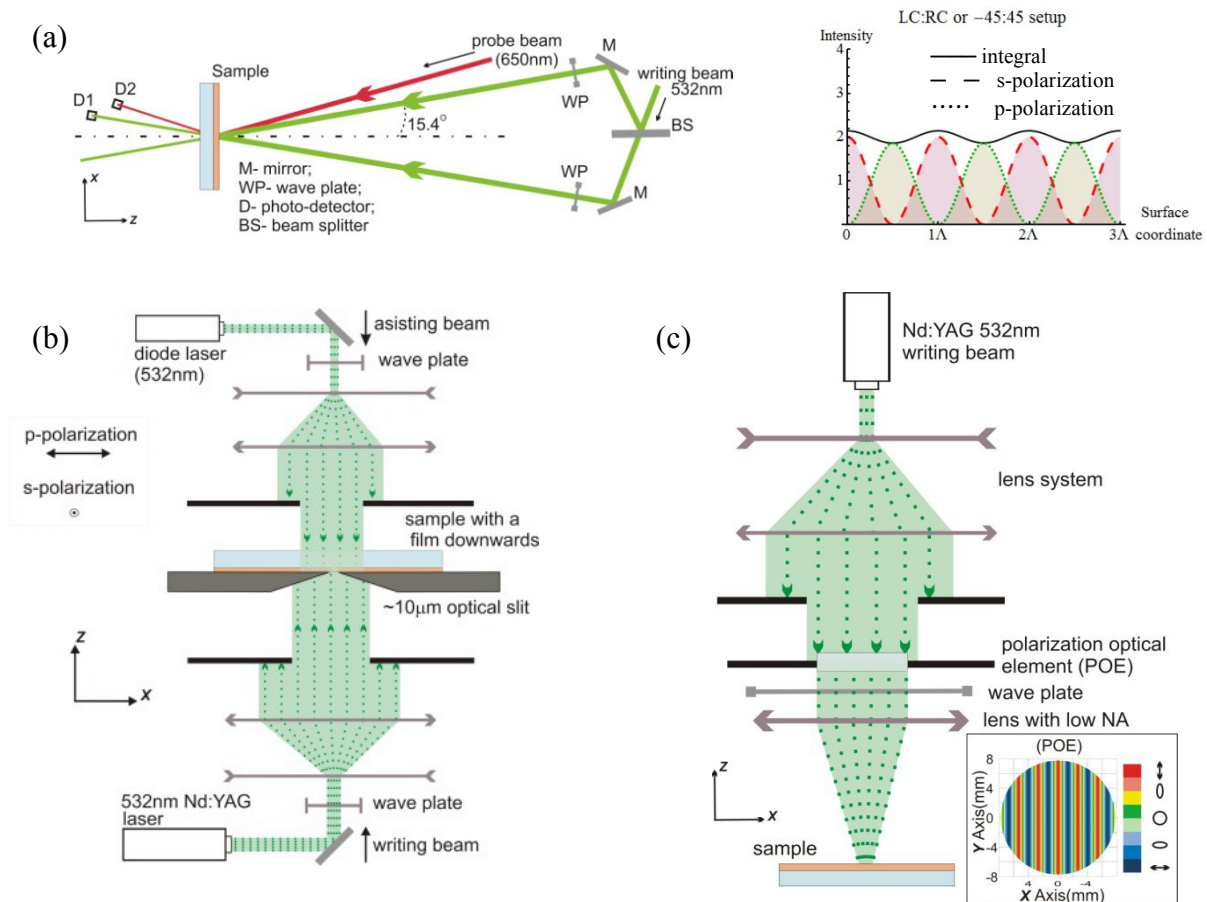 (a)
probe beam
(650nm)
M
writing beam
532nm
Sample
D1
D2
WP
15.4°
BS
M- mirror;
WP- wave plate;
D- photo-detector;
BS- beam splitter
WP
M
x
z
LC:RC or −45:45 setup
Intensity
integral
s-polarization
p-polarization
4
3
2
1
0
1Λ
2Λ
3Λ
Surface
coordinate
(b)
diode laser
(532nm)
asisting beam
wave plate
p-polarization
s-polarization
sample with a
film downwards
~10μm optical slit
z
x
532nm Nd:YAG
laser
wave plate
writing beam
(c)
Nd:YAG 532nm
writing beam
lens system
polarization optical
element (POE)
wave plate
lens with low NA
z
x
sample
(POE)
Y Axis(mm)
8
4
0
-4
-8
4 0 -4
X Axis(mm)